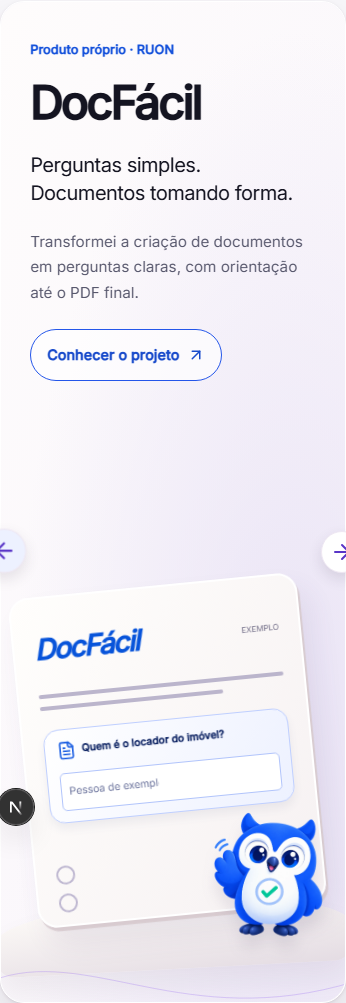 Produto próprio · RUON
DocFácil
Perguntas simples.
Documentos tomando forma.
Transformei a criação de documentos
em perguntas claras, com orientação
até o PDF final.
Conhecer o projeto
DocFácil
EXEMPLO
Quem é o locador do imóvel?
Pessoa de exempl
N